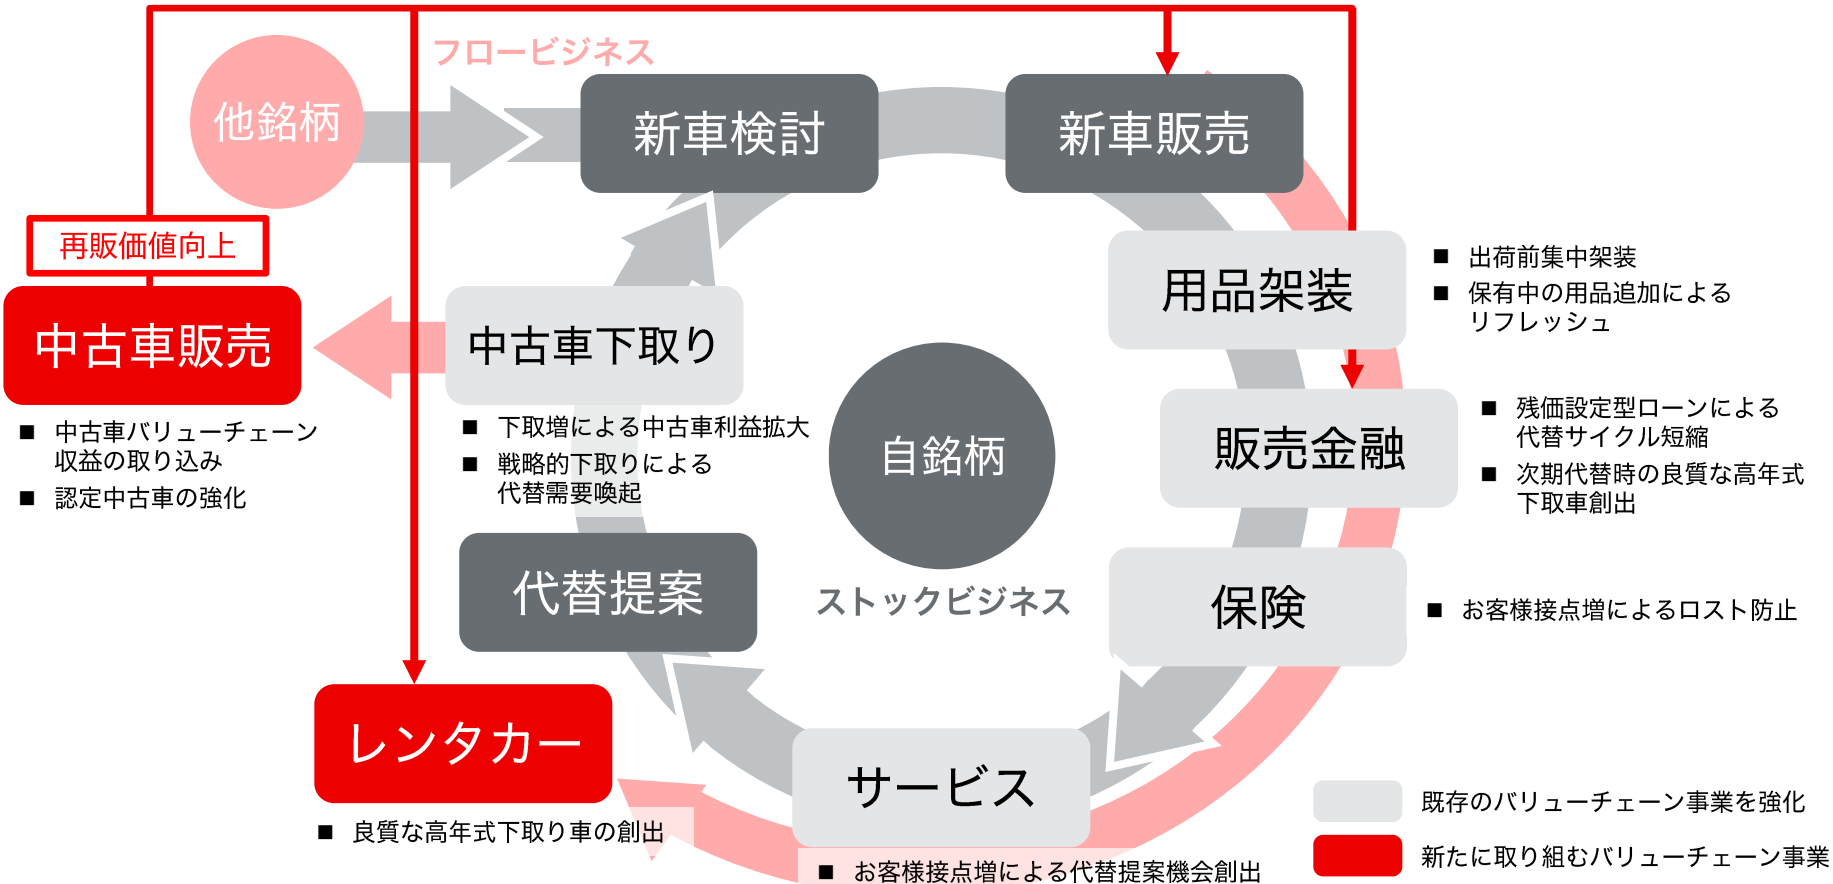 フロービジネス
他銘柄
新車検討
新車販売
再販価値向上
中古車販売
■ 中古車バリューチェーン
収益の取り込み
■ 認定中古車の強化
中古車下取り
■ 下取増による中古車利益拡大
■ 戦略的下取りによる
代替需要喚起
自銘柄
ストックビジネス
用品架装
■ 出荷前集中架装
■ 保有中の用品追加による
リフレッシュ
販売金融
■ 残価設定型ローンによる
代替サイクル短縮
■ 次期代替時の良質な高年式
下取車創出
代替提案
保険
■ お客様接点増によるロスト防止
レンタカー
■ 良質な高年式下取り車の創出
サービス
■ お客様接点増による代替提案機会創出
既存のバリューチェーン事業を強化
新たに取り組むバリューチェーン事業